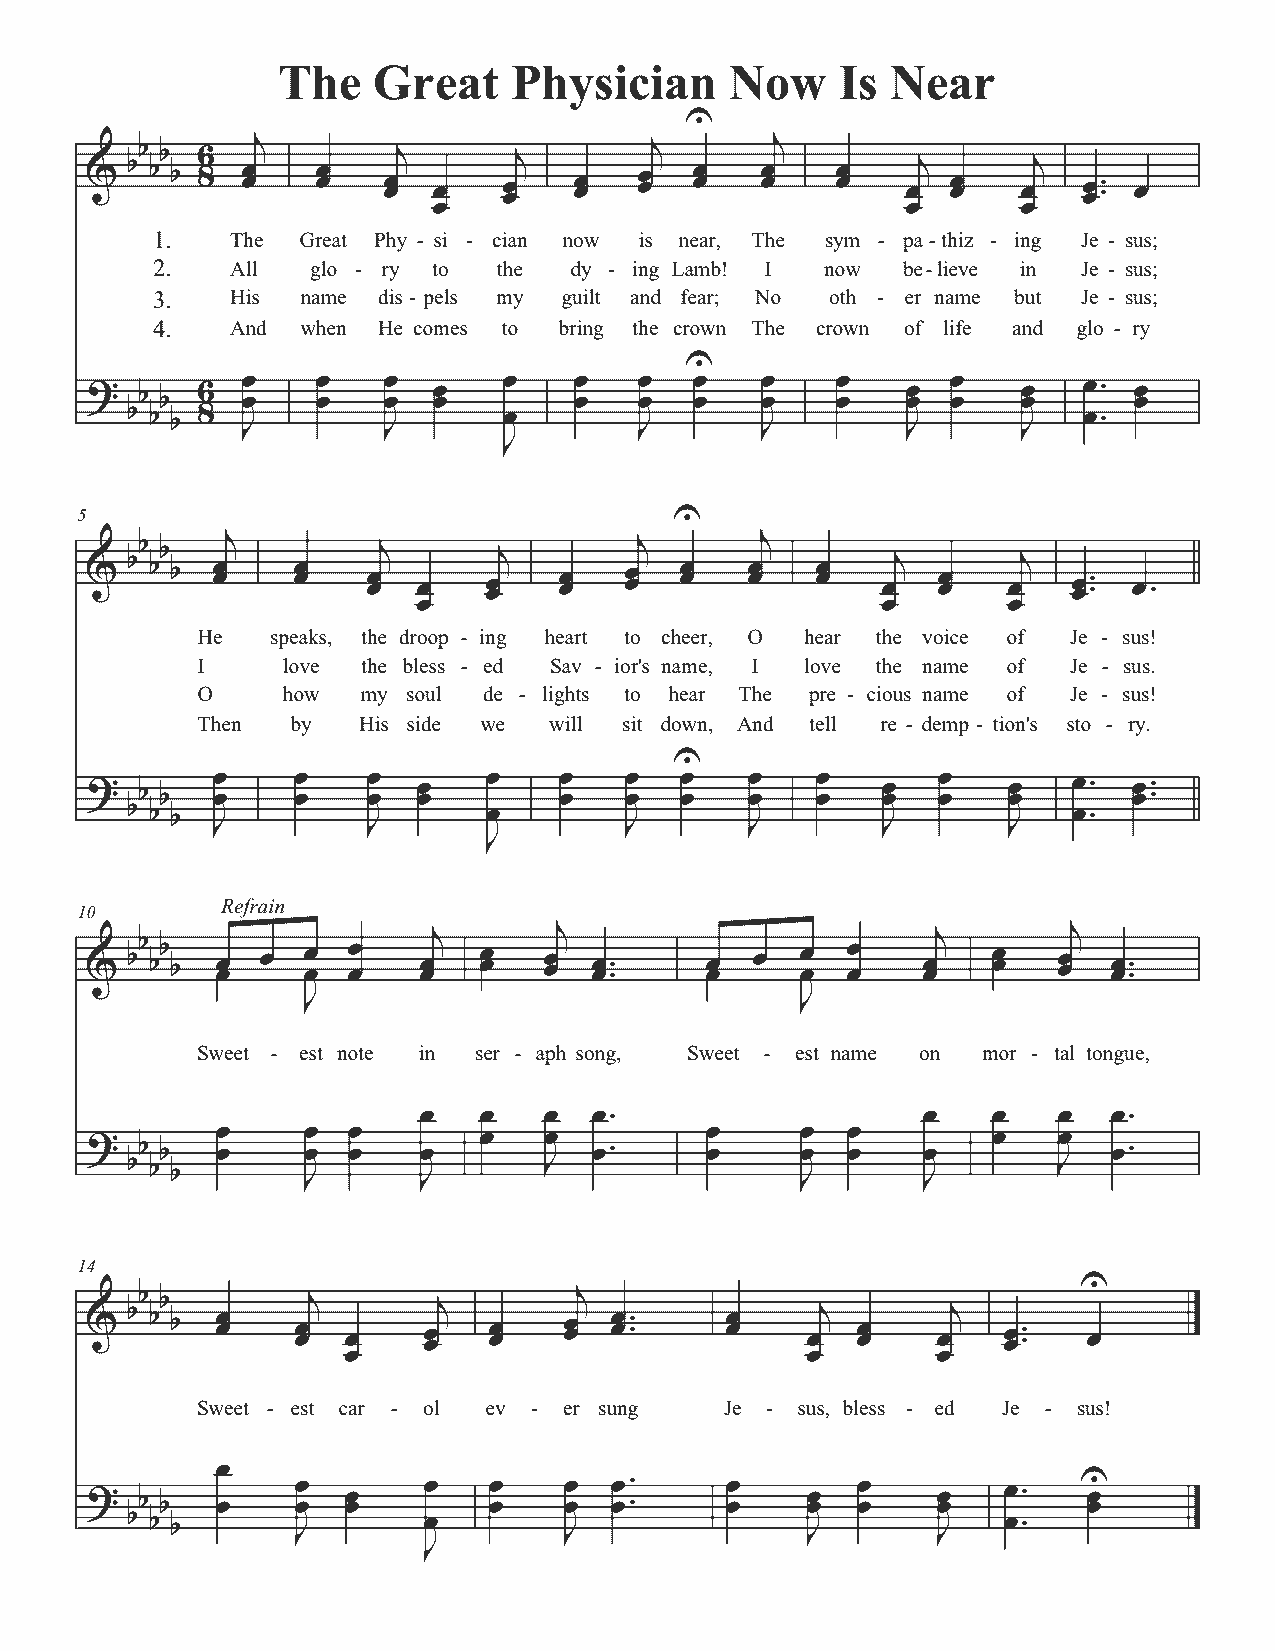 The Great Physician Now Is Near
1. The Great Phy - si - cian now is near, The sym - pa - thiz - ing Je - sus;
2. All glo - ry to the dy - ing Lamb! I now be - lieve in Je - sus;
3. His name dis - pels my guilt and fear; No oth - er name but Je - sus;
4. And when He comes to bring the crown The crown of life and glo - ry
5
He speaks, the droop - ing heart to cheer, O hear the voice of Je - sus!
I love the bless - ed Sav - ior's name, I love the name of Je - sus.
O how my soul de - lights to hear The pre - cious name of Je - sus!
Then by His side we will sit down, And tell re - demp - tion's sto - ry.
10 Refrain
Sweet - est note in ser - aph song, Sweet - est name on mor - tal tongue,
14
Sweet - est car - ol ev - er sung Je - sus, bless - ed Je - sus!